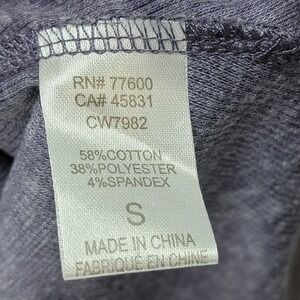 RN# 77600
CA# 45831
CW7982
58%COTTON
38%POLYESTER
4%SPANDEX
S
MADE IN CHINA
FABRIQUÉ EN CHINE